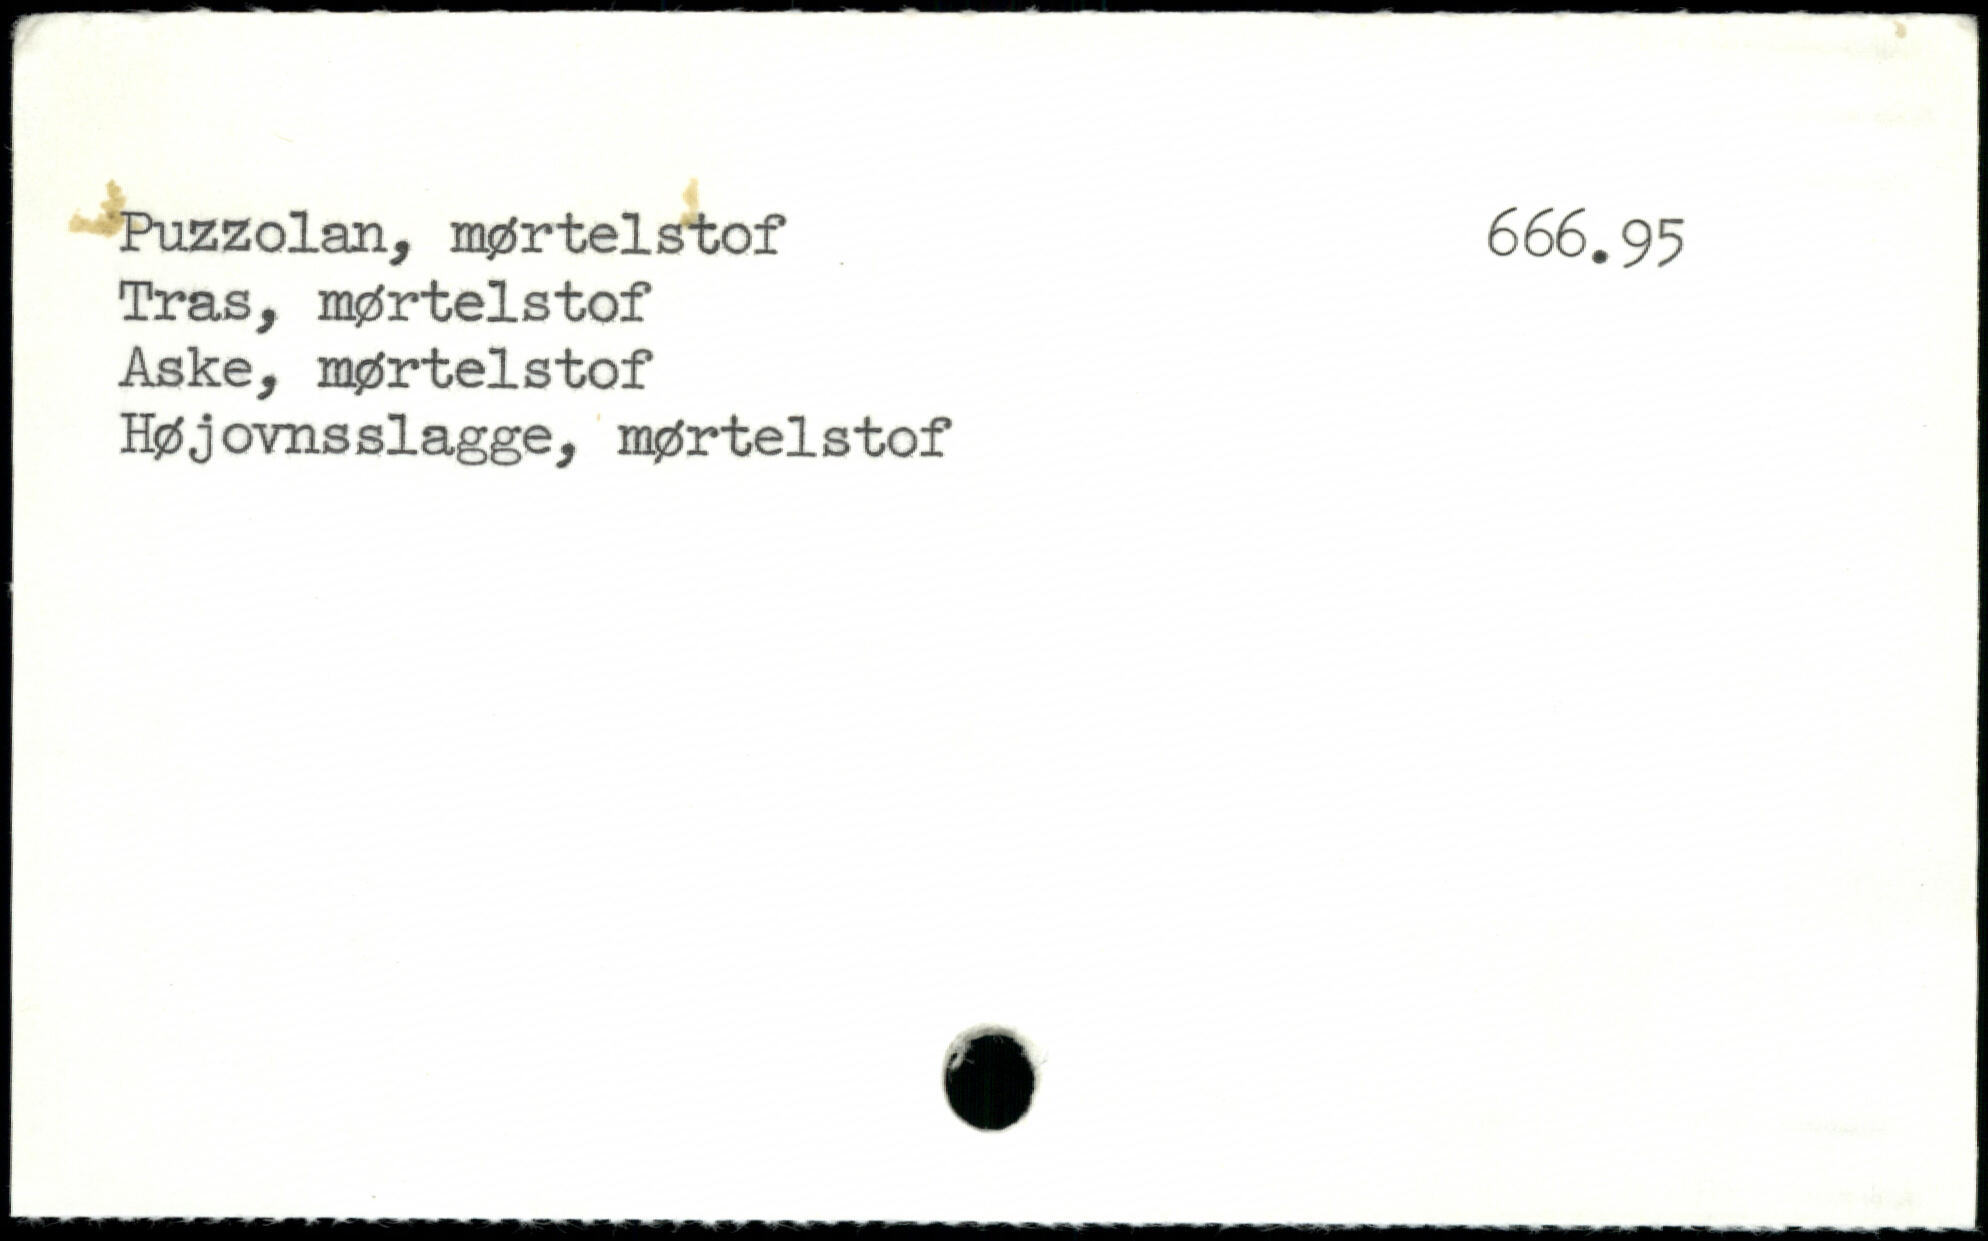 Puzzolan, mørtelstof 666.95
Tras, mørtelstof
Aske, mørtelstof
Højovnsslagge, mørtelstof